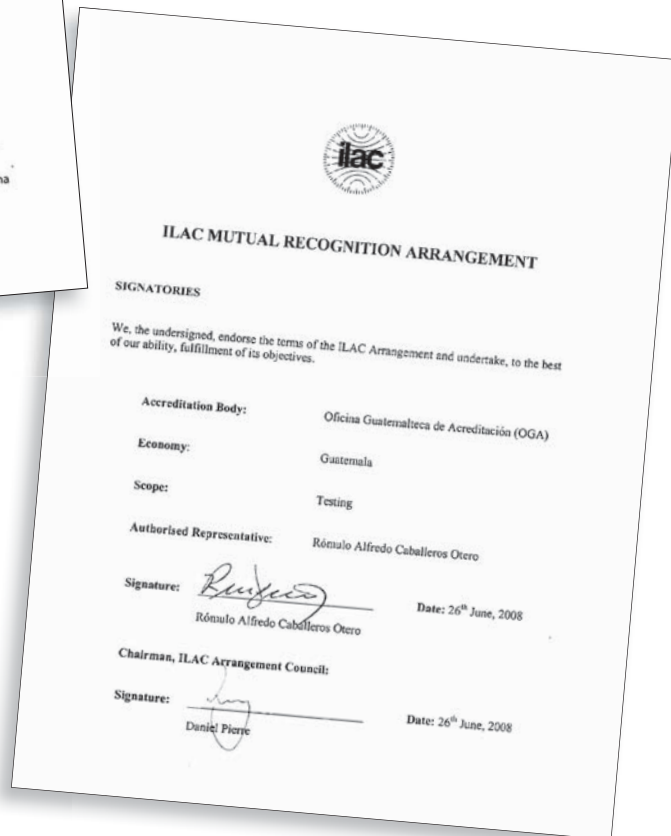 na
ilac
ILAC MUTUAL RECOGNITION ARRANGEMENT
SIGNATORIES
We, the undersigned, endorse the terms of the ILAC Arrangement and undertake, to the best
of our ability, fulfillment of its objectives.
Accreditation Body: Oficina Guatemalteca de Acreditación (OGA)
Economy: Guatemala
Scope: Testing
Authorised Representative: Rómulo Alfredo Caballeros Otero
Signature: Date: 26th June, 2008
Rómulo Alfredo Caballeros Otero
Chairman, ILAC Arrangement Council:
Signature: Date: 26th June, 2008
Daniel Pierre